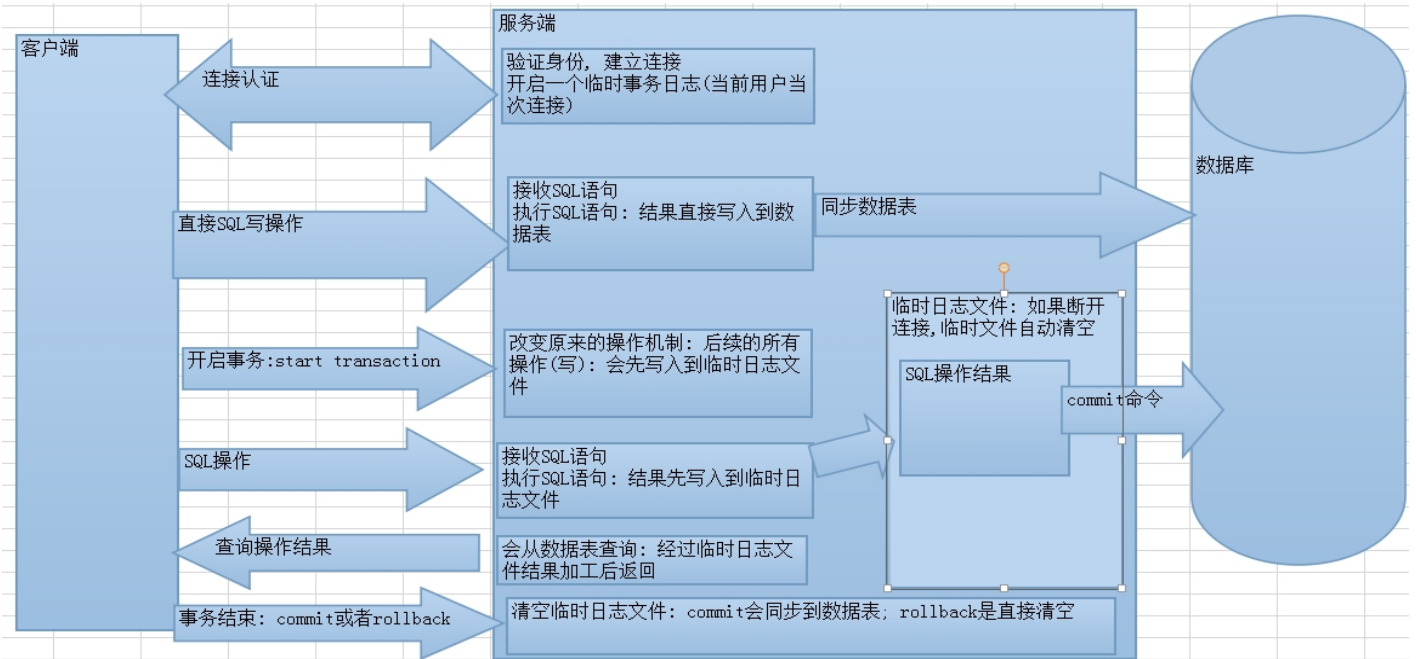 客户端
服务端
连接认证
验证身份, 建立连接
开启一个临时事务日志(当前用户当
次连接)
数据库
直接SQL写操作
接收SQL语句
执行SQL语句: 结果直接写入到数
据表
同步数据表
开启事务:start transaction
改变原来的操作机制: 后续的所有
操作(写): 会先写入到临时日志文
件
临时日志文件: 如果断开
连接,临时文件自动清空
SQL操作结果
commit命令
SQL操作
接收SQL语句
执行SQL语句: 结果先写入到临时日
志文件
查询操作结果
会从数据表查询: 经过临时日志文
件结果加工后返回
事务结束: commit或者rollback
清空临时日志文件: commit会同步到数据表; rollback是直接清空